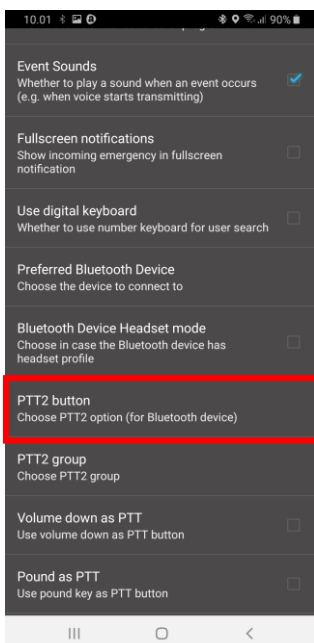 10.01 90%
Event Sounds
Whether to play a sound when an event occurs
(e.g. when voice starts transmitting)
Fullscreen notifications
Show incoming emergency in fullscreen
notification
Use digital keyboard
Whether to use number keyboard for user search
Preferred Bluetooth Device
Choose the device to connect to
Bluetooth Device Headset mode
Choose in case the Bluetooth device has
headset profile
PTT2 button
Choose PTT2 option (for Bluetooth device)
PTT2 group
Choose PTT2 group
Volume down as PTT
Use volume down as PTT button
Pound as PTT
Use pound key as PTT button